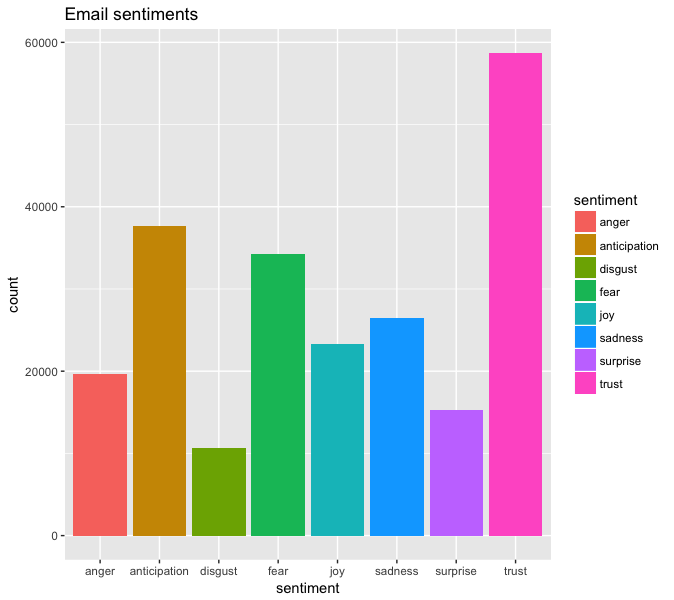 Email sentiments
60000
40000
20000
0
count
anger anticipation disgust fear joy sadness surprise trust
sentiment
sentiment
anger
anticipation
disgust
fear
joy
sadness
surprise
trust